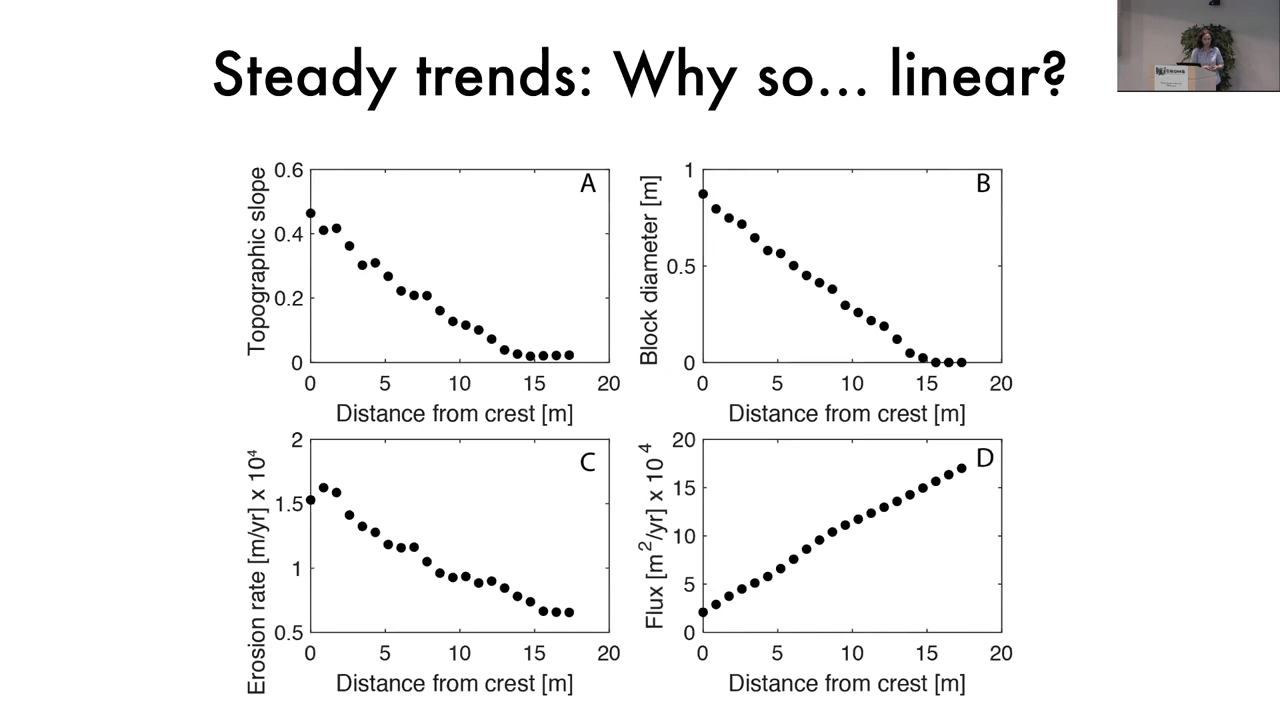 Steady trends: Why so... linear?
A
Topographic slope
0.6
0.4
0.2
0
0 5 10 15 20
Distance from crest [m]
B
Block diameter [m]
1
0.5
0
0 5 10 15 20
Distance from crest [m]
C
Erosion rate [m/yr] x 10⁴
2
1.5
1
0.5
0 5 10 15 20
Distance from crest [m]
D
Flux [m²/yr] x 10⁴
20
15
10
5
0
0 5 10 15 20
Distance from crest [m]